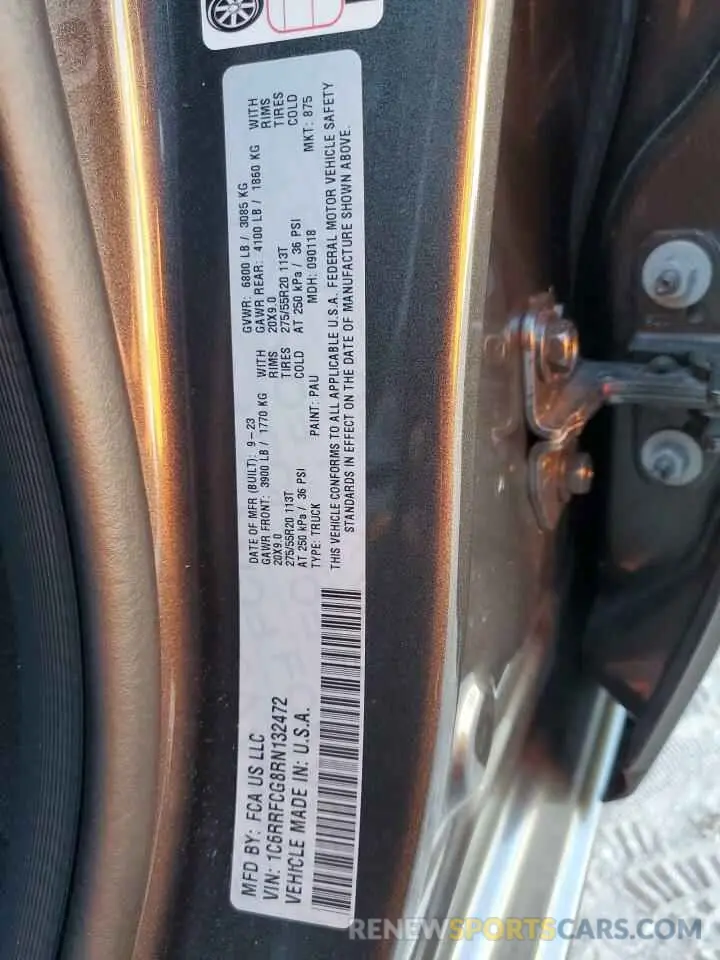 MFD BY: FCA US LLC
VIN: 1C6RRFCG8RN132472
VEHICLE MADE IN: U.S.A.
DATE OF MFR (BUILT): 9-23 GVWR: 6800 LB / 3085 KG
GAWR FRONT: 3900 LB / 1770 KG WITH GAWR REAR: 4100 LB / 1860 KG WITH
20X9.0 RIMS 20X9.0 RIMS
275/55R20 113T TIRES 275/55R20 113T TIRES
AT 250 kPa / 36 PSI COLD AT 250 kPa / 36 PSI COLD
TYPE: TRUCK PAINT: PAU MDH: 090118 MKT: 875
THIS VEHICLE CONFORMS TO ALL APPLICABLE U.S.A. FEDERAL MOTOR VEHICLE SAFETY
STANDARDS IN EFFECT ON THE DATE OF MANUFACTURE SHOWN ABOVE.
RENEWSPORTSCARS.COM